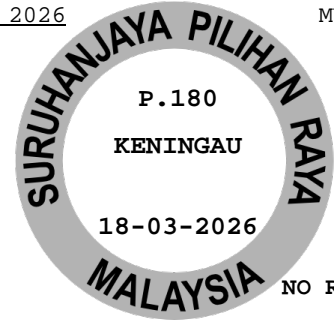 2026
SURUHANJAYA PILIHAN RAYA
P.180
KENINGAU
18-03-2026
MALAYSIA
NO